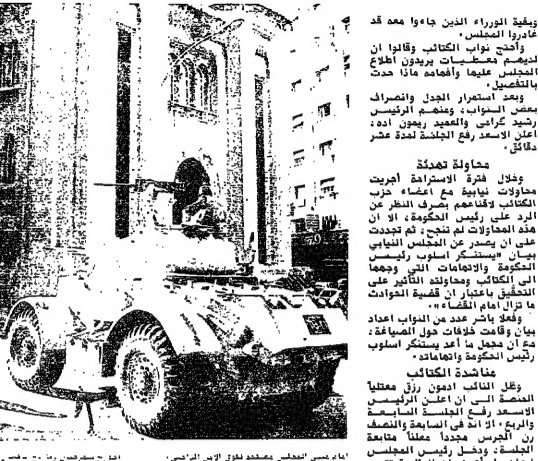 وبقية الوزراء الذين جاءوا معه قد
غادروا المجلس .
واحتج نواب الكتائب وقالوا ان
لديهم معطيات يريدون اطلاع
المجلس عليها وأفهامه ماذا حدث
بالتفصيل .
وبعد استمرار الجدل وانصراف
بعض النواب ، ومنهم الرئيس
رشيد كرامي والعميد ريمون اده ،
اعلن الاسعد رفع الجلسة لمدة عشر
دقائق .
محاولة تهدئة
وخلال فترة الاستراحة أجريت
محاولات نيابية مع اعضاء حزب
الكتائب لاقناعهم بصرف النظر عن
الرد على رئيس الحكومة ، الا ان
هذه المحاولات لم تنجح ، ثم تجددت
على ان يصدر عن المجلس النيابي
بيان «يستنكر اسلوب رئيس
الحكومة والاتهامات التي وجهها
الى الكتائب ومحاولته التأثير على
التحقيق باعتبار ان قضية الحوادث
ما تزال امام القضاء» .
وفعلا باشر عدد من النواب اعداد
بيان وقامت خلافات حول الصياغة ،
مع ان مجمل ما أعد يستنكر اسلوب
رئيس الحكومة واتهاماته .
مناشدة الكتائب
وظل النائب ادمون رزق معتليا
المنصة الى ان اعلن الرئيس
الاسعد رفع الجلسة السابعة
والربع ، الا انه في السابعة والنصف
رن الجرس مجددا معلنا متابعة
الجلسة ، ودخل رئيس المجلس
امام مبنى المجلس